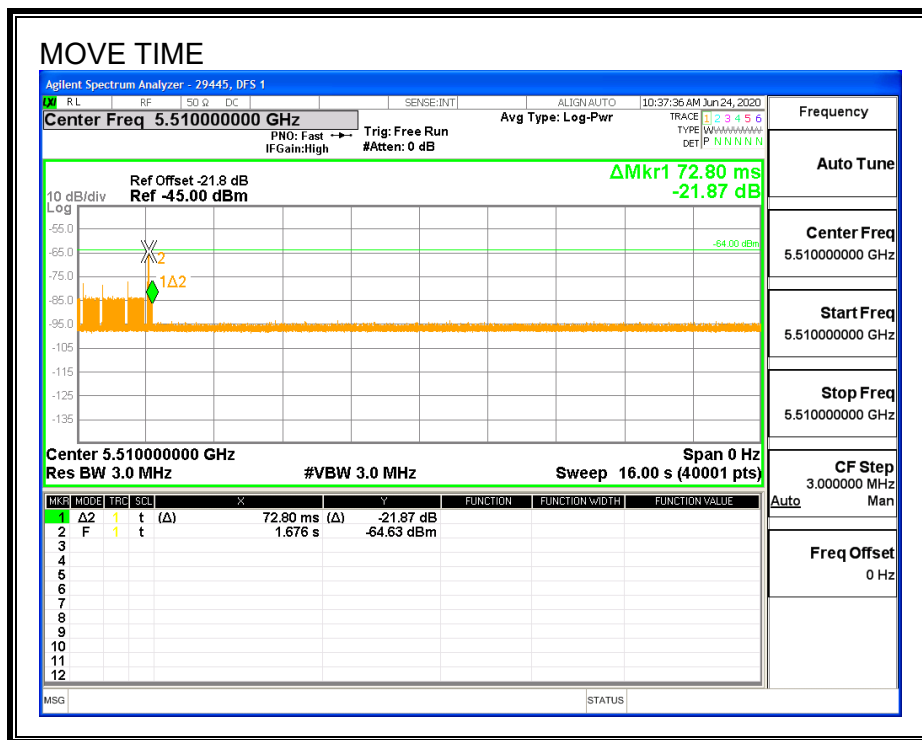 MOVE TIME
Agilent Spectrum Analyzer - 29445, DFS 1
LXI RL RF 50 Ω DC SENSE:INT ALIGN AUTO 10:37:36 AM Jun 24, 2020
Center Freq 5.510000000 GHz
PNO: Fast
IFGain:High
Trig: Free Run
#Atten: 0 dB
Avg Type: Log-Pwr
TRACE 1 2 3 4 5 6
TYPE W
DET P N N N N N
Ref Offset -21.8 dB
10 dB/div Ref -45.00 dBm
Log
ΔMkr1 72.80 ms
-21.87 dB
-55.0
-65.0
-75.0
-85.0
-95.0
-105
-115
-125
-135
-64.00 dBm
2
1Δ2
Center 5.510000000 GHz Span 0 Hz
Res BW 3.0 MHz #VBW 3.0 MHz Sweep 16.00 s (40001 pts)
MKR MODE TRC SCL X Y FUNCTION FUNCTION WIDTH FUNCTION VALUE
1 Δ2 1 t (Δ) 72.80 ms (Δ) -21.87 dB
2 F 1 t 1.676 s -64.63 dBm
3
4
5
6
7
8
9
10
11
12
MSG STATUS
Frequency
Auto Tune
Center Freq
5.510000000 GHz
Start Freq
5.510000000 GHz
Stop Freq
5.510000000 GHz
CF Step
3.000000 MHz
Auto Man
Freq Offset
0 Hz